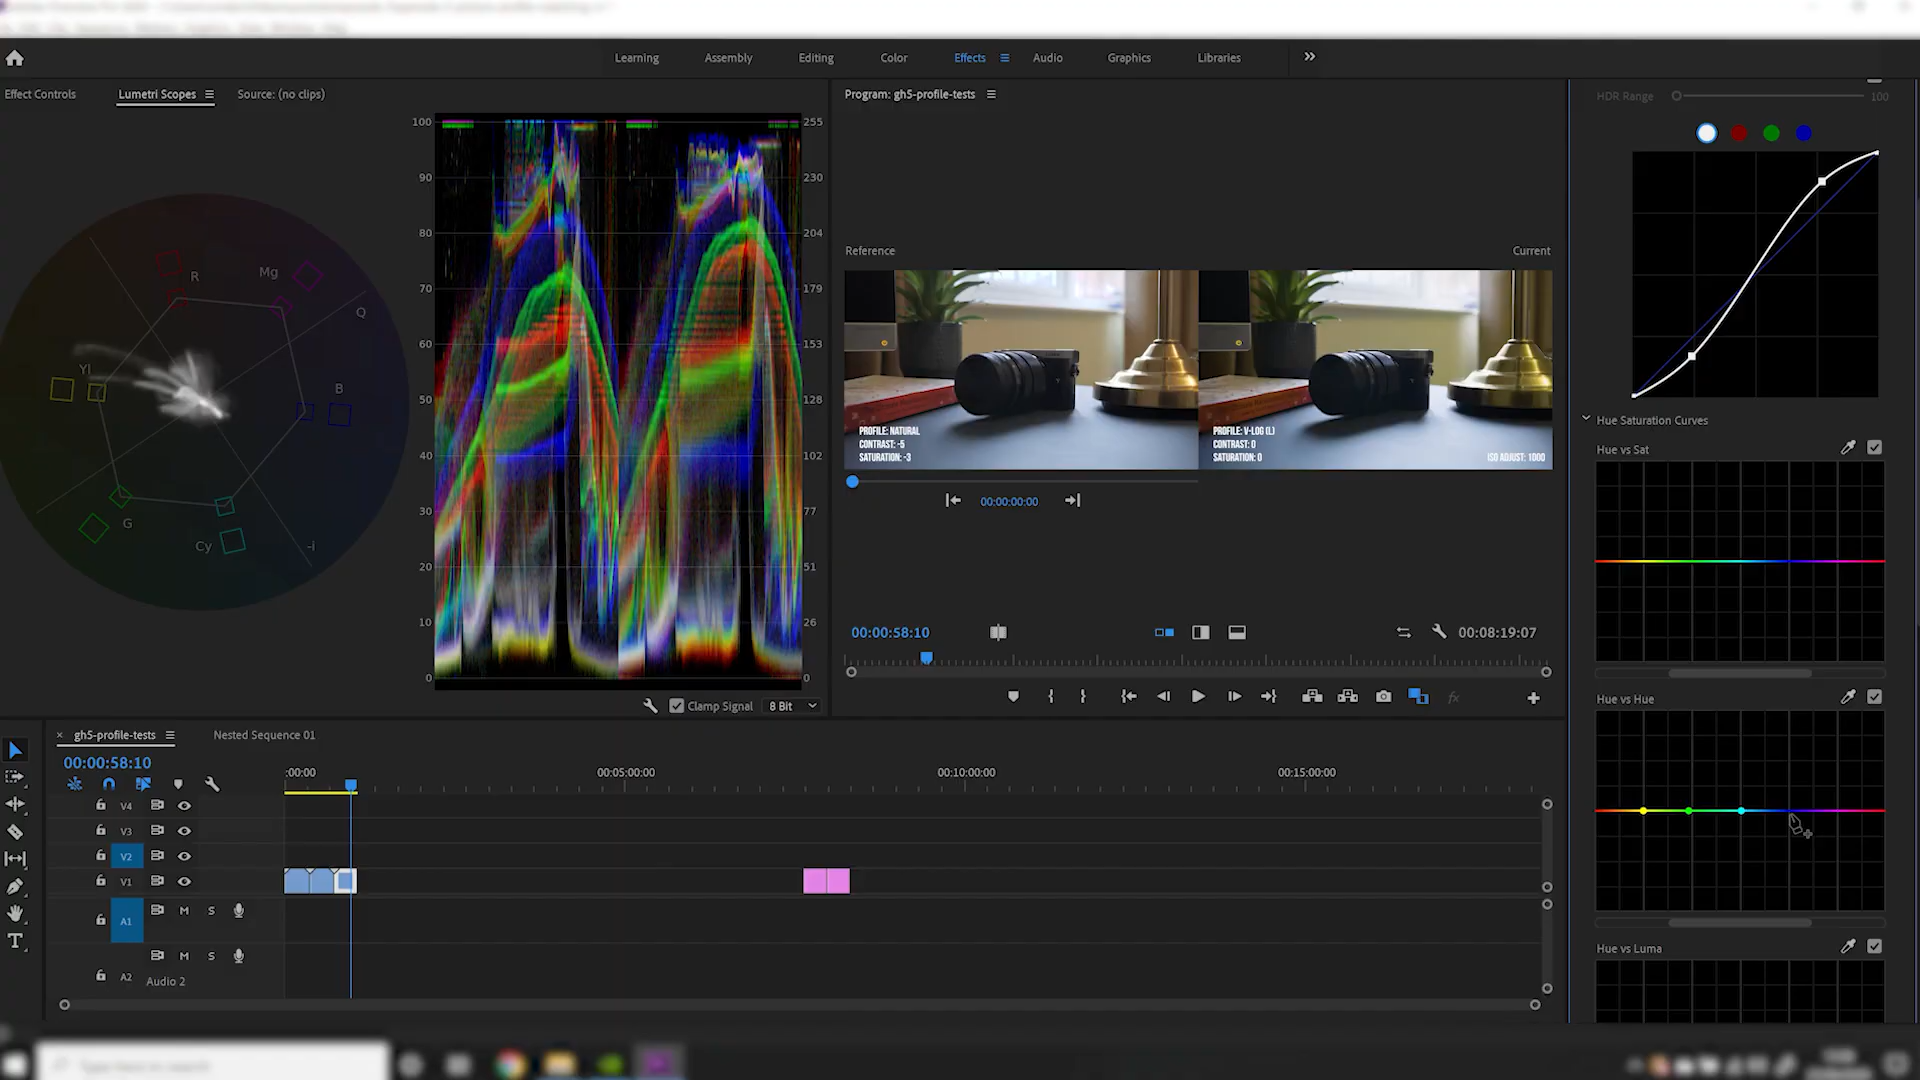 Learning
Assembly
Editing
Color
Effects
Audio
Graphics
Libraries
Effect Controls
Lumetri Scopes
Source: (no clips)
Program: gh5-profile-tests
HDR Range
100
100
90
80
70
60
50
40
30
20
10
0
255
230
204
179
153
128
102
77
51
26
0
R
Mg
Q
Yl
B
G
Cy
-i
Reference
Current
PROFILE: NATURAL
CONTRAST: -5
SATURATION: -3
PROFILE: V-LOG (L)
CONTRAST: 0
SATURATION: 0
ISO ADJUST: 1000
00:00:00:00
00:00:58:10
00:08:19:07
Clamp Signal
8 Bit
fx
Hue Saturation Curves
Hue vs Sat
Hue vs Hue
Hue vs Luma
gh5-profile-tests
Nested Sequence 01
00:00:58:10
:00:00
00:05:00:00
00:10:00:00
00:15:00:00
V4
V3
V2
V1
A1
M
S
A2
M
S
Audio 2
Type here to search